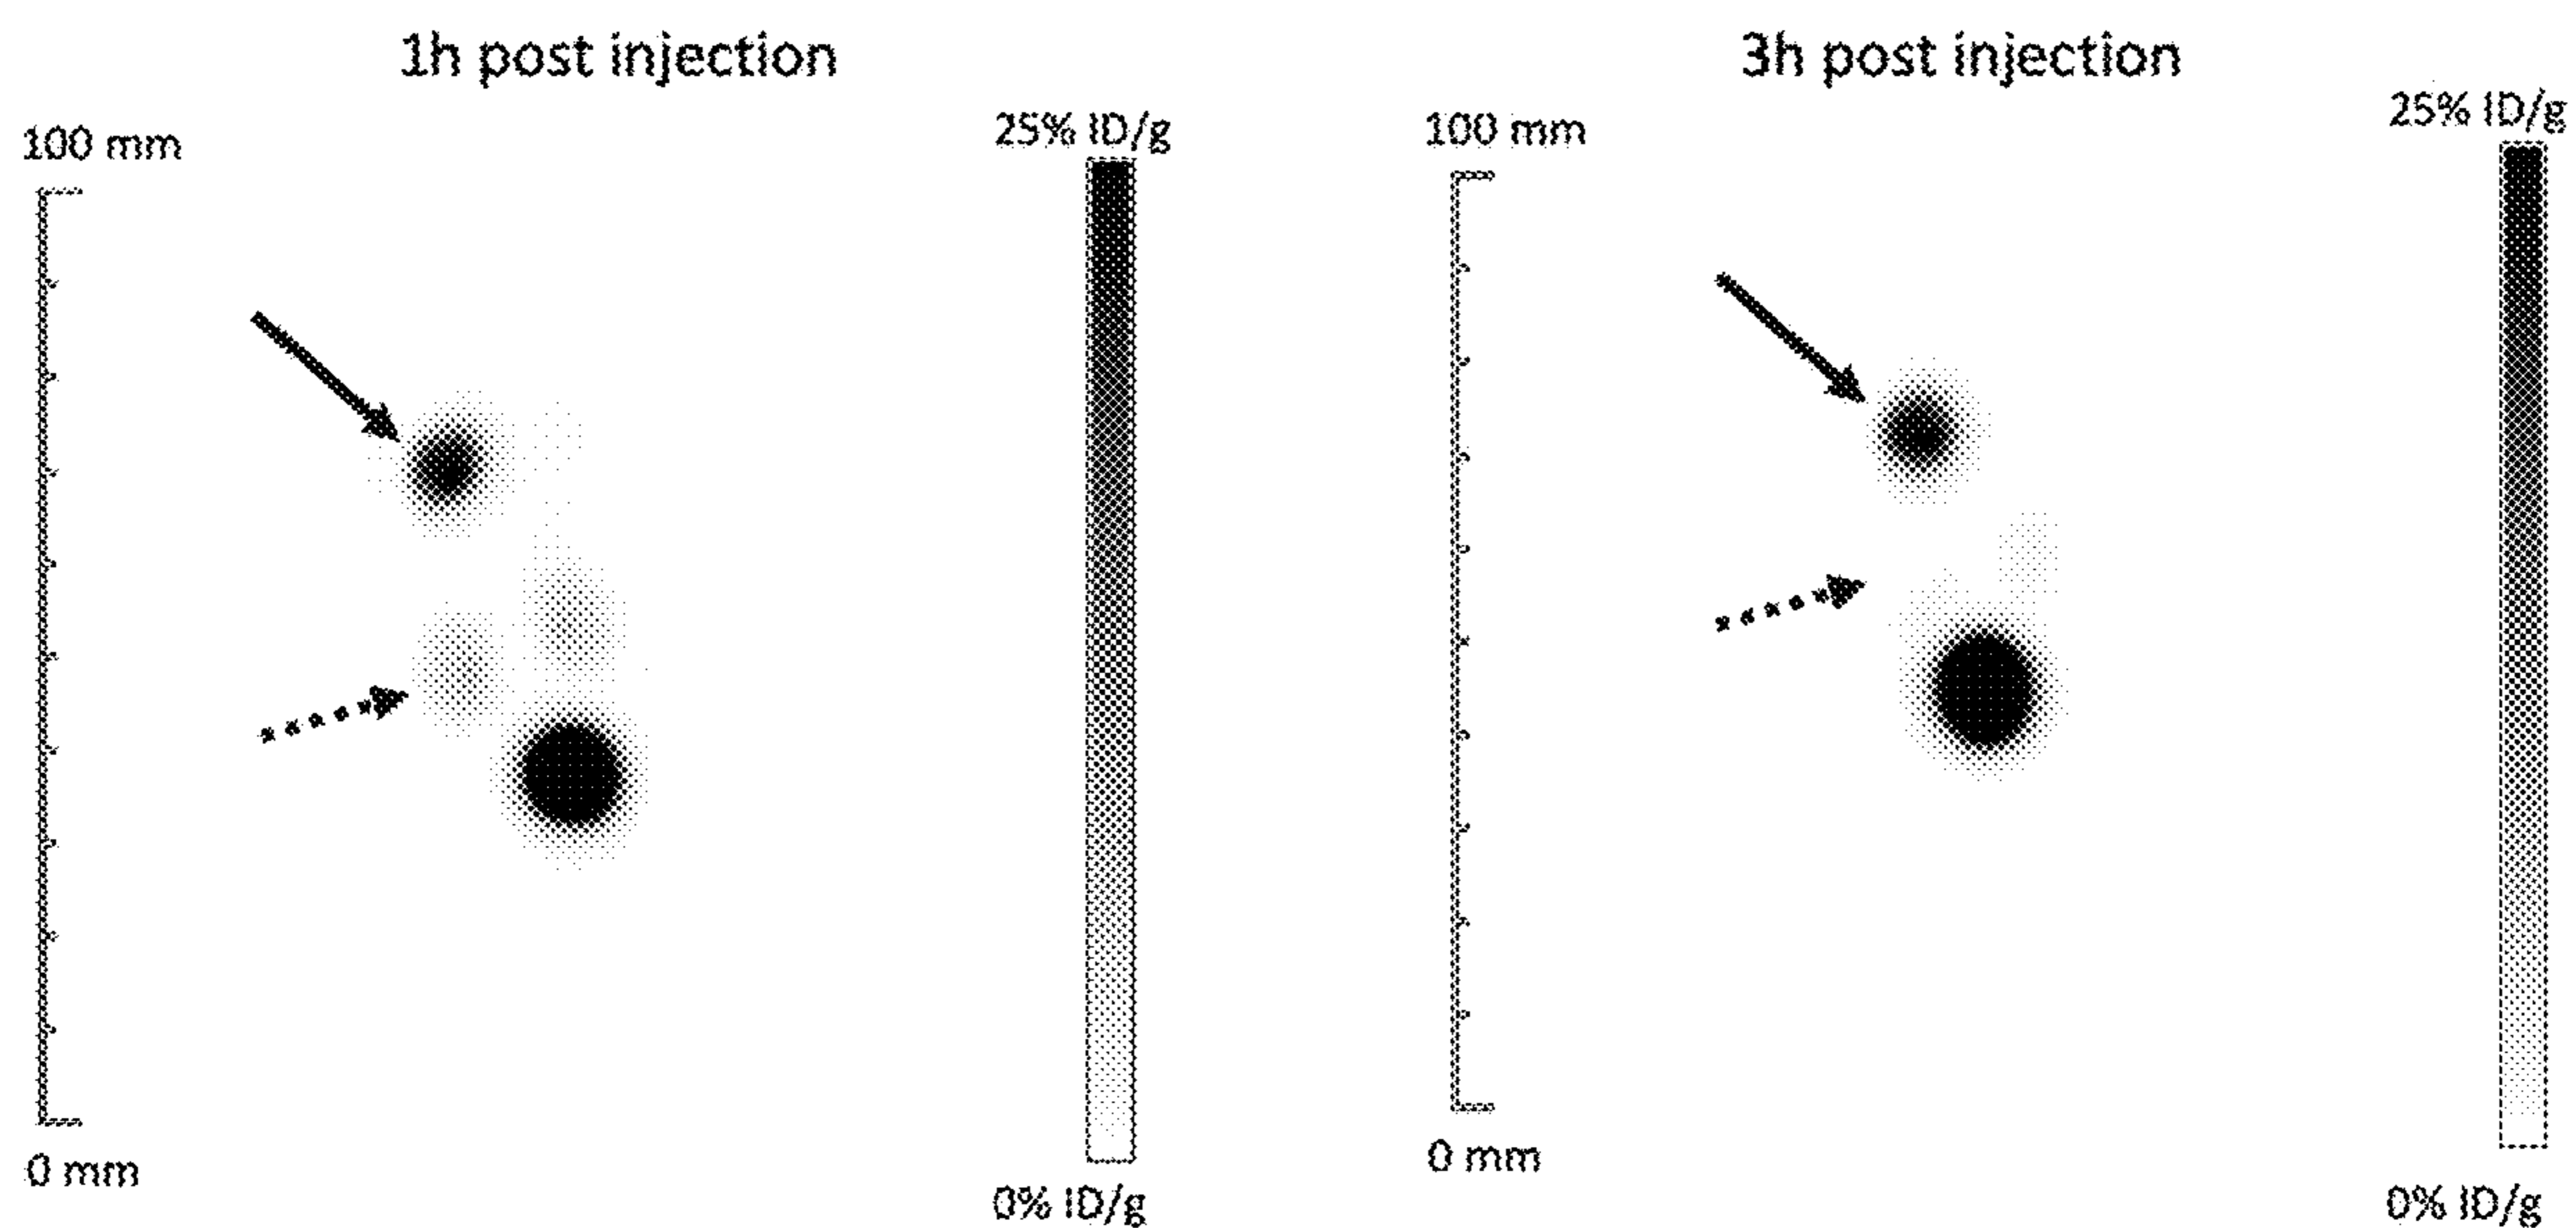 1h post injection
100 mm
25% ID/g
0 mm
0% ID/g
3h post injection
100 mm
25% ID/g
0 mm
0% ID/g